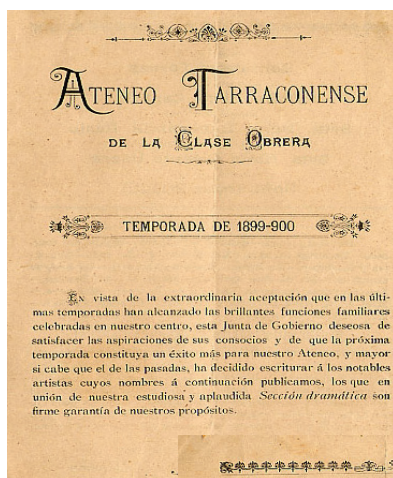 ATENEO TARRACONENSE
DE LA CLASE OBRERA
TEMPORADA DE 1899-900
EN vista de la extraordinaria aceptación que en las últi-
mas temporadas han alcanzado las brillantes funciones familiares
celebradas en nuestro centro, esta Junta de Gobierno deseosa de
satisfacer las aspiraciones de sus consocios y de que la próxima
temporada constituya un éxito más para nuestro Ateneo, y mayor
si cabe que el de las pasadas, ha decidido escriturar á los notables
artistas cuyos nombres á continuación publicamos, los que en
unión de nuestra estudiosa y aplaudida Sección dramática son
firme garantía de nuestros propósitos.